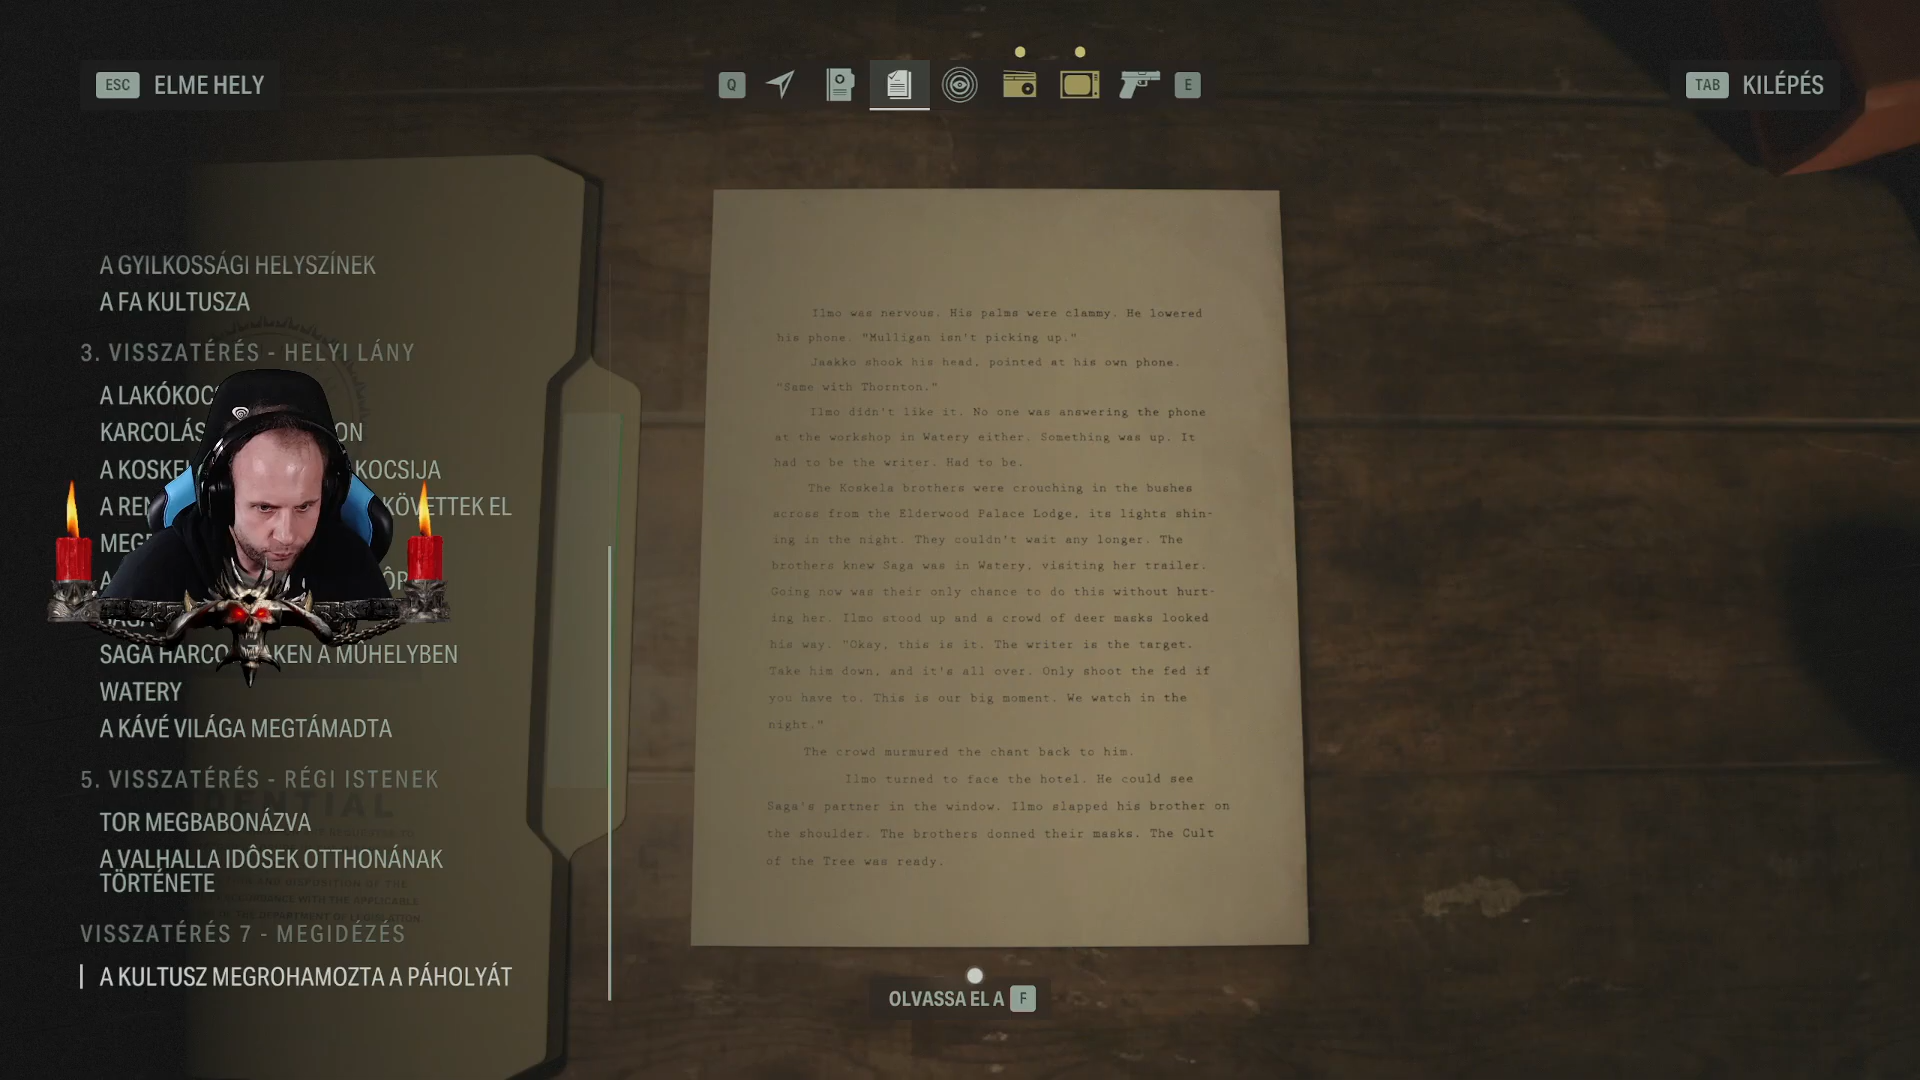 ESC ELME HELY
Q
E
TAB KILÉPÉS
A GYILKOSSÁGI HELYSZÍNEK
A FA KULTUSZA
3. VISSZATÉRÉS - HELYI LÁNY
A
KARCOLÁS
A KOCSIJA
A KÖVETTEK EL
A
SAGA
SAGA A MŰHELYBEN
WATERY
A KÁVÉ VILÁGA MEGTÁMADTA
5. VISSZATÉRÉS - RÉGI ISTENEK
TOR MEGBABONÁZVA
A VALHALLA IDÔSEK OTTHONÁNAK
TÖRTÉNETE
VISSZATÉRÉS 7 - MEGIDÉZÉS
A KULTUSZ MEGROHAMOZTA A PÁHOLYÁT
Ilmo was nervous. His palms were clammy. He lowered
his phone. "Mulligan isn't picking up."
Jaakko shook his head, pointed at his own phone.
"Same with Thornton."
Ilmo didn't like it. No one was answering the phone
at the workshop in Watery either. Something was up. It
had to be the writer. Had to be.
The Koskela brothers were crouching in the bushes
across from the Elderwood Palace Lodge, its lights shin-
ing in the night. They couldn't wait any longer. The
brothers knew Saga was in Watery, visiting her trailer.
Going now was their only chance to do this without hurt-
ing her. Ilmo stood up and a crowd of deer masks looked
his way. "Okay, this is it. The writer is the target.
Take him down, and it's all over. Only shoot the fed if
you have to. This is our big moment. We watch in the
night."
The crowd murmured the chant back to him.
Ilmo turned to face the hotel. He could see
Saga's partner in the window. Ilmo slapped his brother on
the shoulder. The brothers donned their masks. The Cult
of the Tree was ready.
OLVASSA EL A F